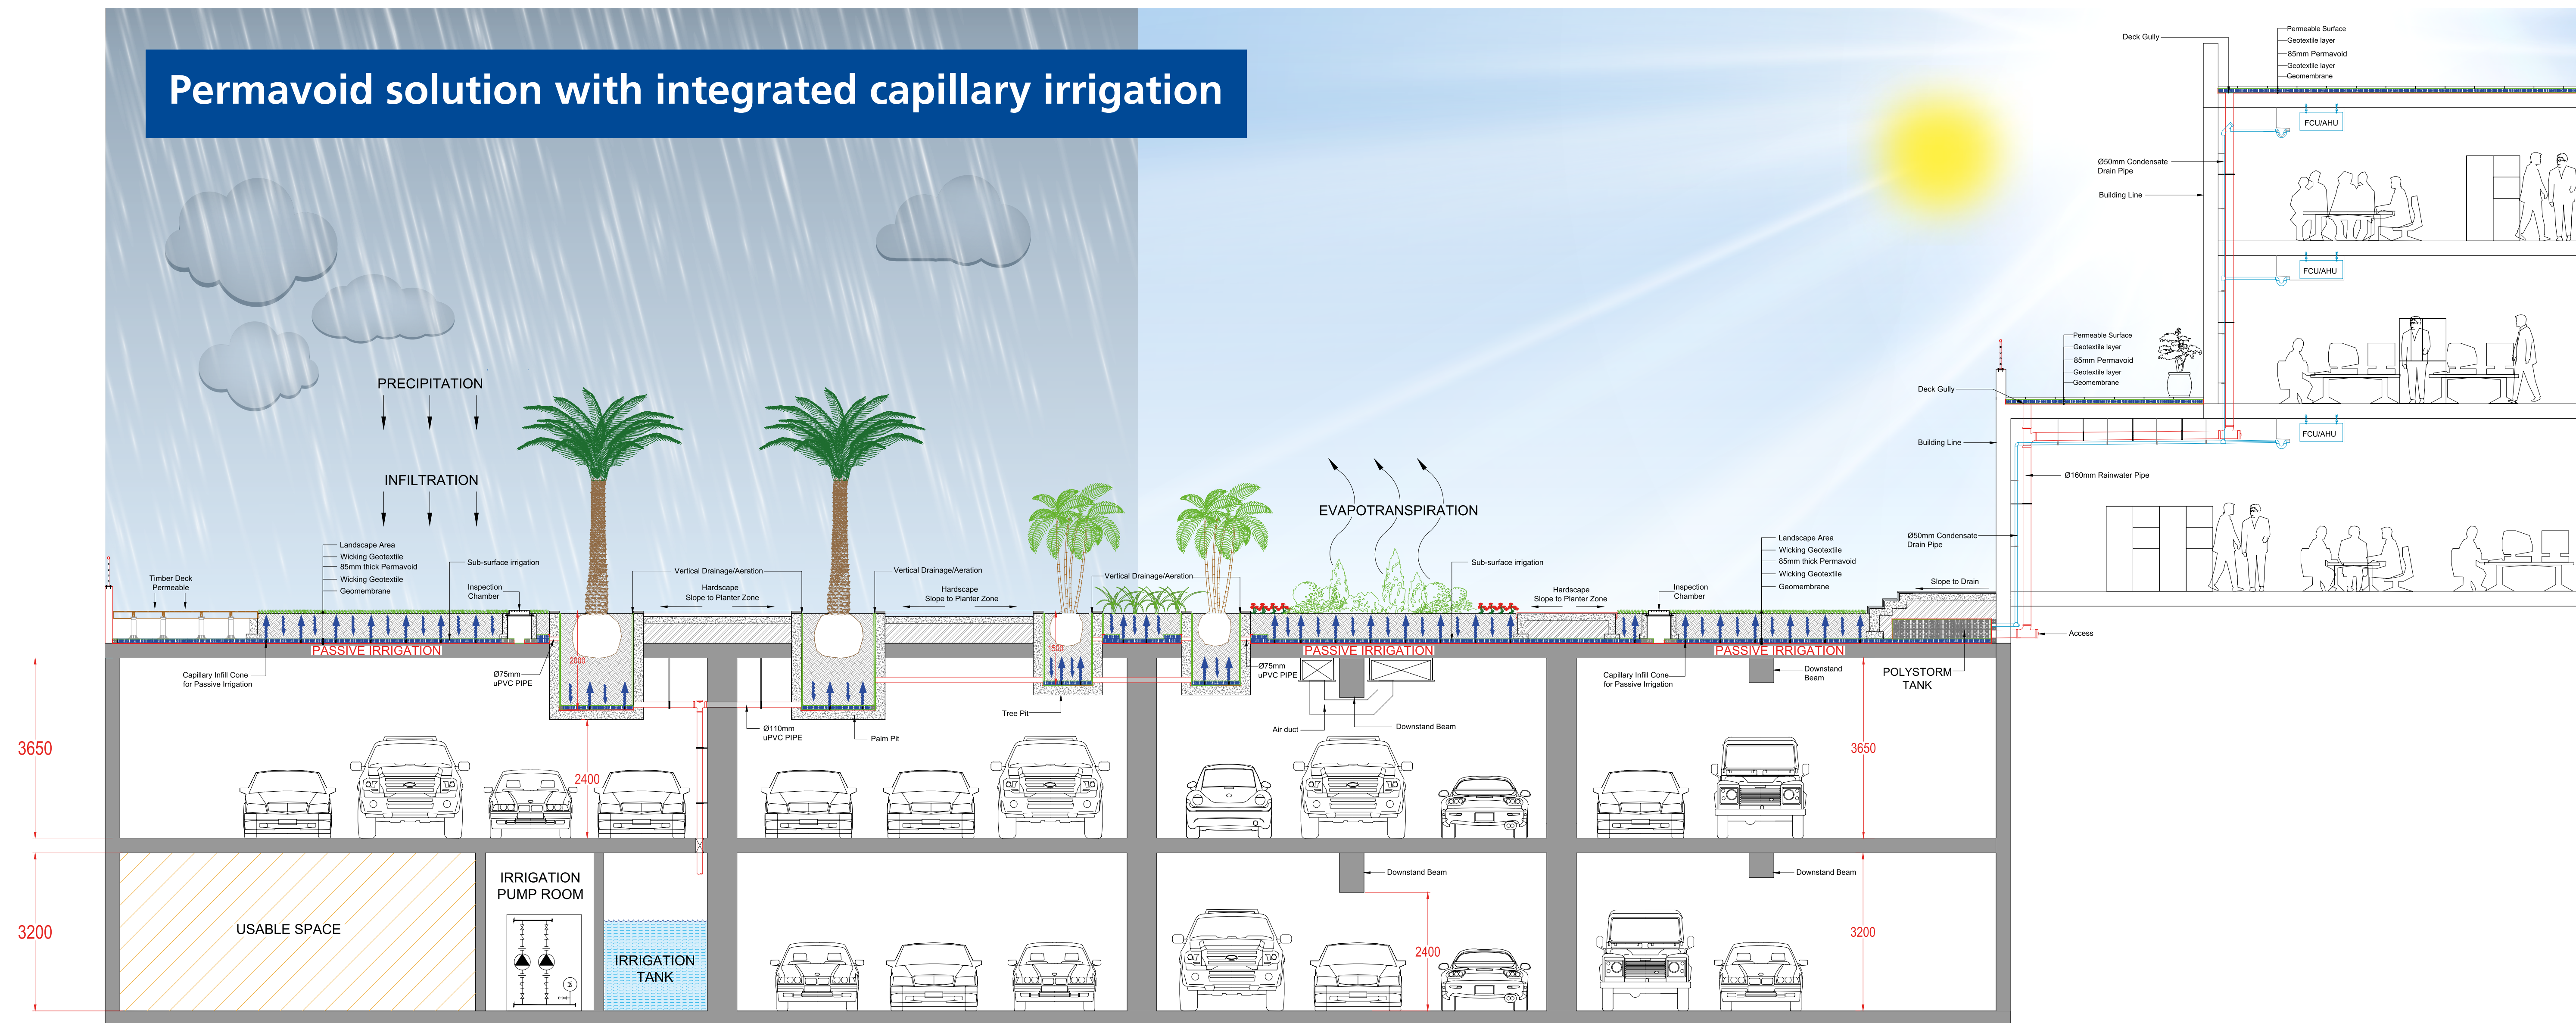 Permavoid solution with integrated capillary irrigation
PRECIPITATION
INFILTRATION
Landscape Area
Wicking Geotextile
85mm thick Permavoid
Wicking Geotextile
Geomembrane
Sub-surface irrigation
Inspection
Chamber
Timber Deck
Permeable
Vertical Drainage/Aeration
Hardscape
Slope to Planter Zone
Vertical Drainage/Aeration
Hardscape
Slope to Planter Zone
Vertical Drainage/Aeration
EVAPOTRANSPIRATION
Sub-surface irrigation
Hardscape
Slope to Planter Zone
Inspection
Chamber
Landscape Area
Wicking Geotextile
85mm thick Permavoid
Wicking Geotextile
Geomembrane
Slope to Drain
Deck Gully
Permeable Surface
Geotextile layer
85mm Permavoid
Geotextile layer
Geomembrane
FCU/AHU
Ø50mm Condensate
Drain Pipe
Building Line
FCU/AHU
Permeable Surface
Geotextile layer
85mm Permavoid
Geotextile layer
Geomembrane
Deck Gully
Building Line
FCU/AHU
Ø160mm Rainwater Pipe
Ø50mm Condensate
Drain Pipe
Access
PASSIVE IRRIGATION
PASSIVE IRRIGATION
PASSIVE IRRIGATION
Capillary Infill Cone
for Passive Irrigation
Ø75mm
uPVC PIPE
2000
1500
Ø75mm
uPVC PIPE
Capillary Infill Cone
for Passive Irrigation
Downstand
Beam
POLYSTORM
TANK
Tree Pit
Palm Pit
Ø110mm
uPVC PIPE
Air duct
Downstand Beam
3650
2400
3650
3200
USABLE SPACE
IRRIGATION
PUMP ROOM
IRRIGATION
TANK
Downstand Beam
2400
Downstand Beam
3200